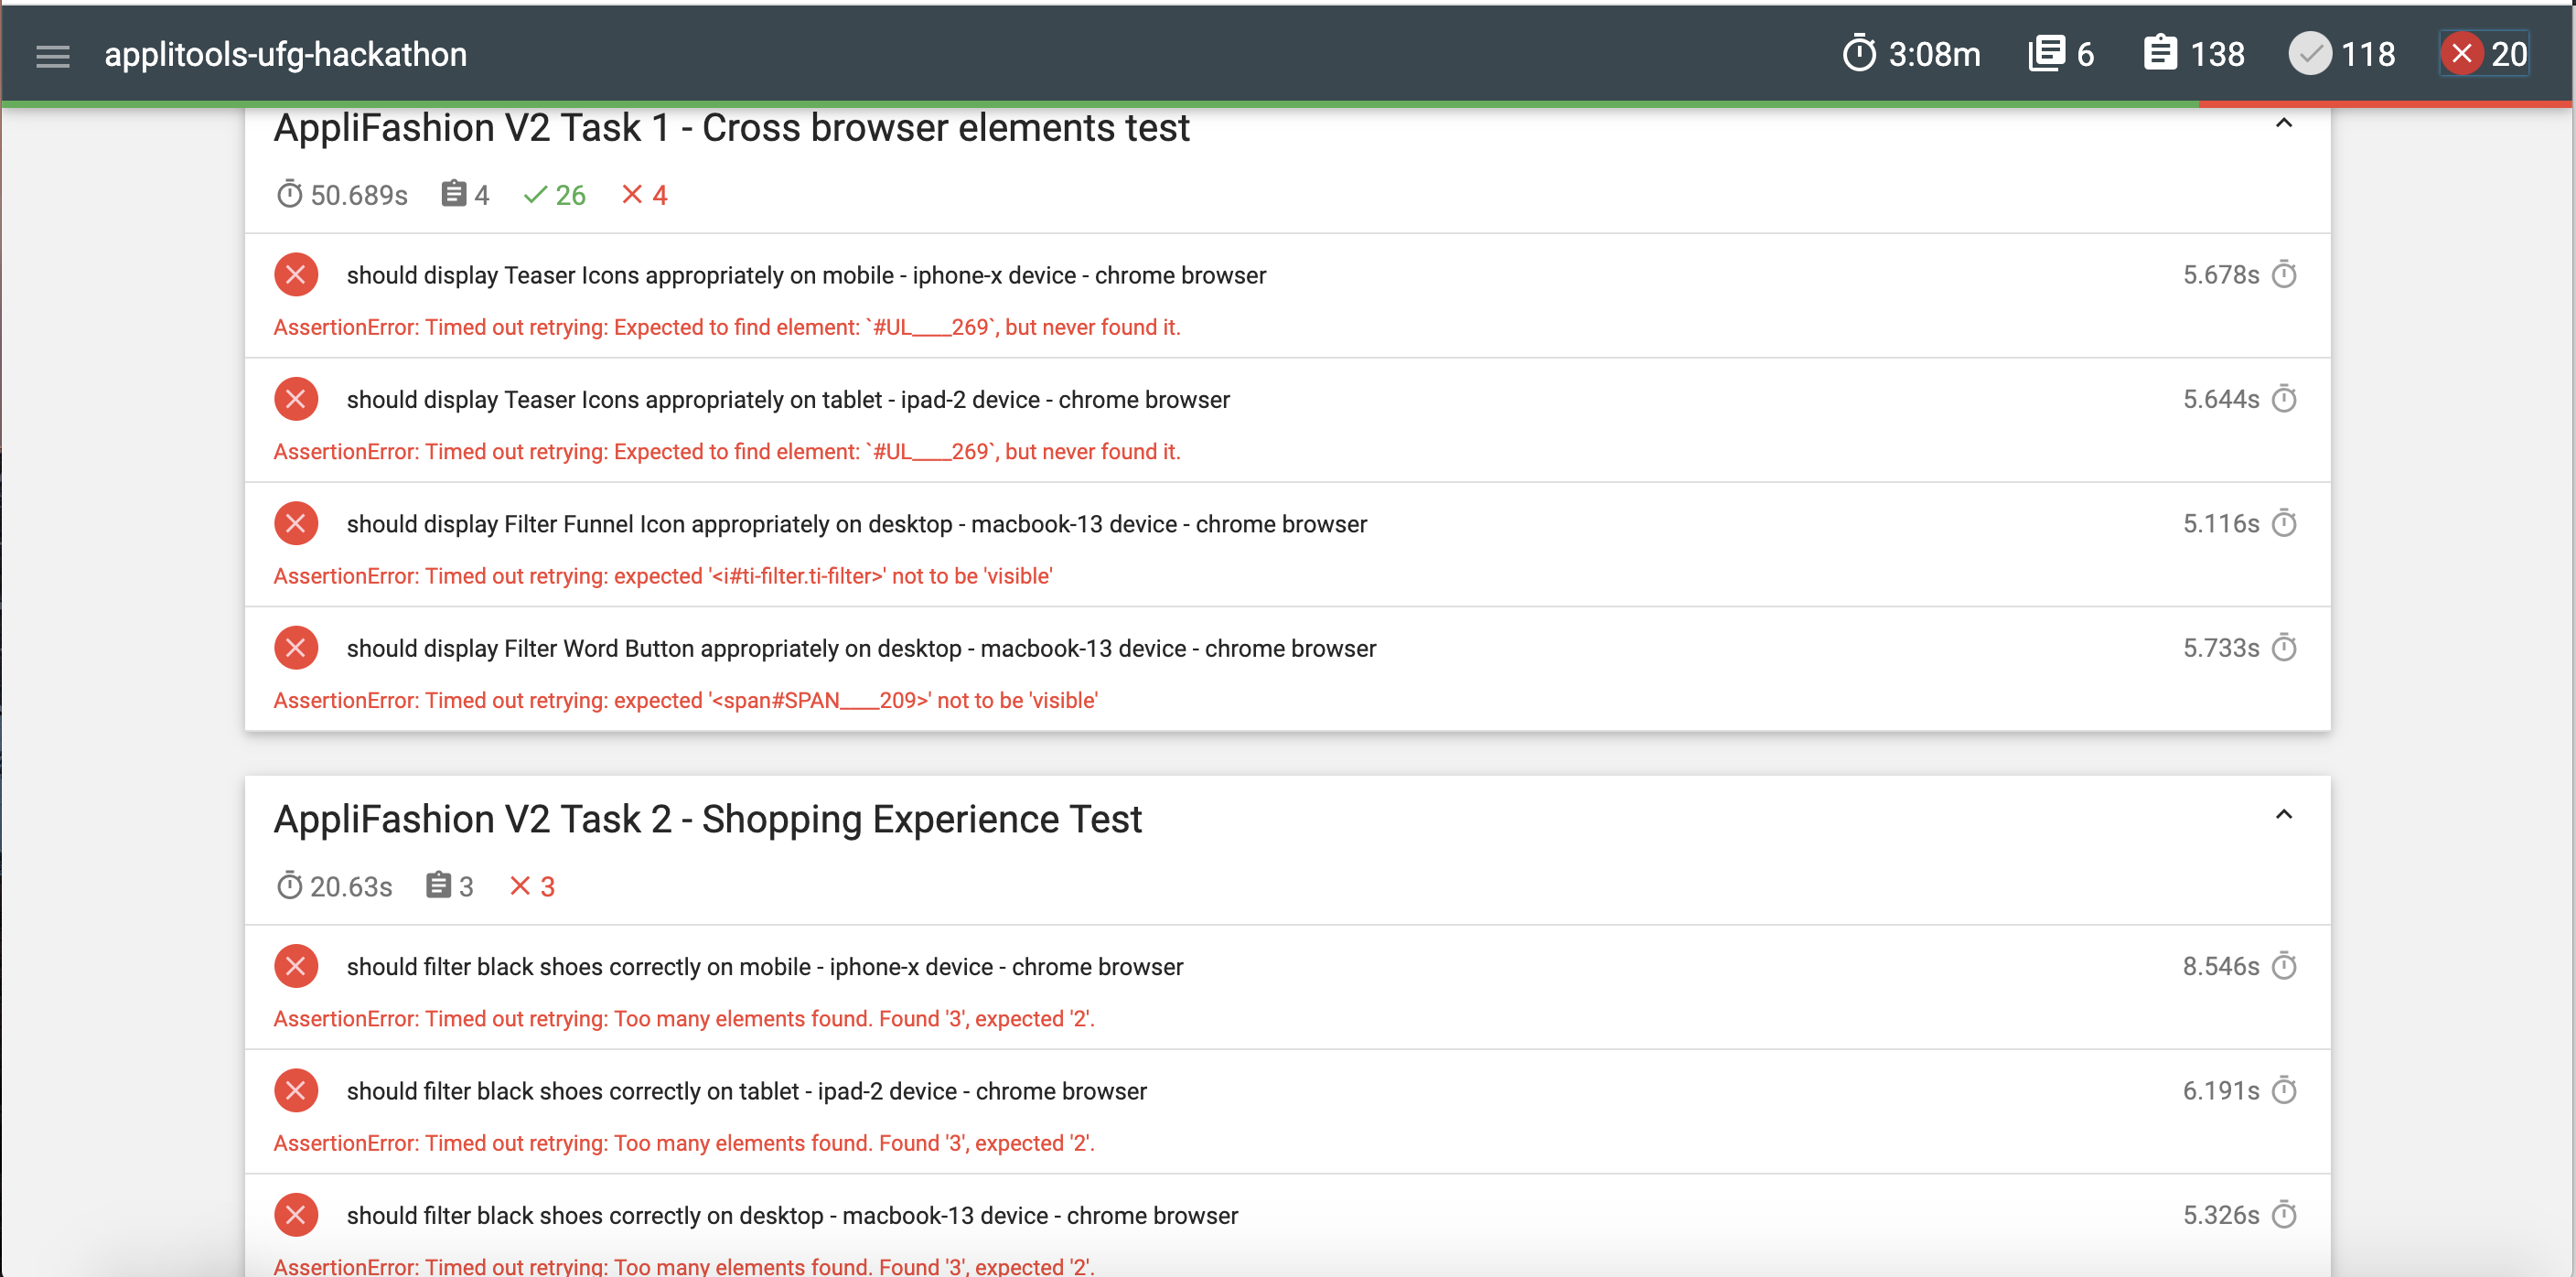 applitools-ufg-hackathon 3:08m 6 138 118 20
AppliFashion V2 Task 1 - Cross browser elements test
50.689s 4 26 4
should display Teaser Icons appropriately on mobile - iphone-x device - chrome browser 5.678s
AssertionError: Timed out retrying: Expected to find element: `#UL____269`, but never found it.
should display Teaser Icons appropriately on tablet - ipad-2 device - chrome browser 5.644s
AssertionError: Timed out retrying: Expected to find element: `#UL____269`, but never found it.
should display Filter Funnel Icon appropriately on desktop - macbook-13 device - chrome browser 5.116s
AssertionError: Timed out retrying: expected '<i#ti-filter.ti-filter>' not to be 'visible'
should display Filter Word Button appropriately on desktop - macbook-13 device - chrome browser 5.733s
AssertionError: Timed out retrying: expected '<span#SPAN____209>' not to be 'visible'
AppliFashion V2 Task 2 - Shopping Experience Test
20.63s 3 3
should filter black shoes correctly on mobile - iphone-x device - chrome browser 8.546s
AssertionError: Timed out retrying: Too many elements found. Found '3', expected '2'.
should filter black shoes correctly on tablet - ipad-2 device - chrome browser 6.191s
AssertionError: Timed out retrying: Too many elements found. Found '3', expected '2'.
should filter black shoes correctly on desktop - macbook-13 device - chrome browser 5.326s
AssertionError: Timed out retrying: Too many elements found. Found '3', expected '2'.